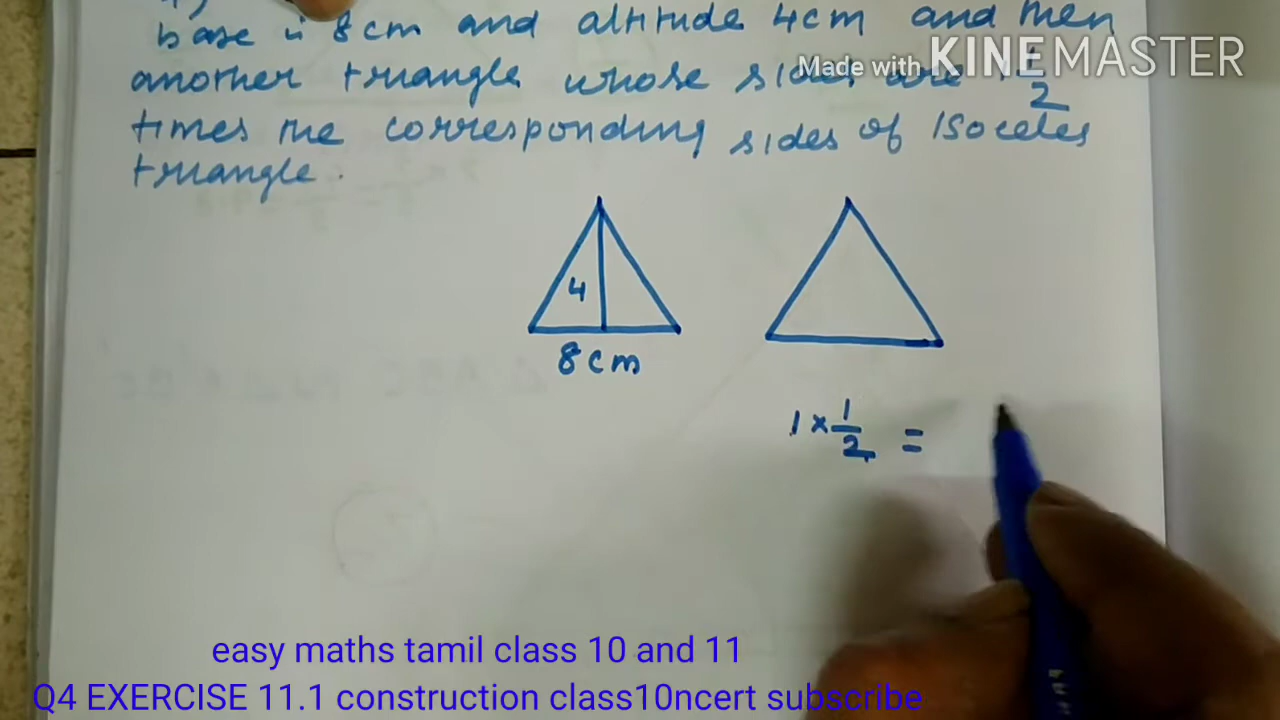 base is 8cm and altitude 4cm and then
Made with KINEMASTER
another triangle whose sides are 1 1/2
times the corresponding sides of Isoceles
triangle.
4
8cm
1 × 1/2 =
easy maths tamil class 10 and 11
Q4 EXERCISE 11.1 construction class10ncert subscribe